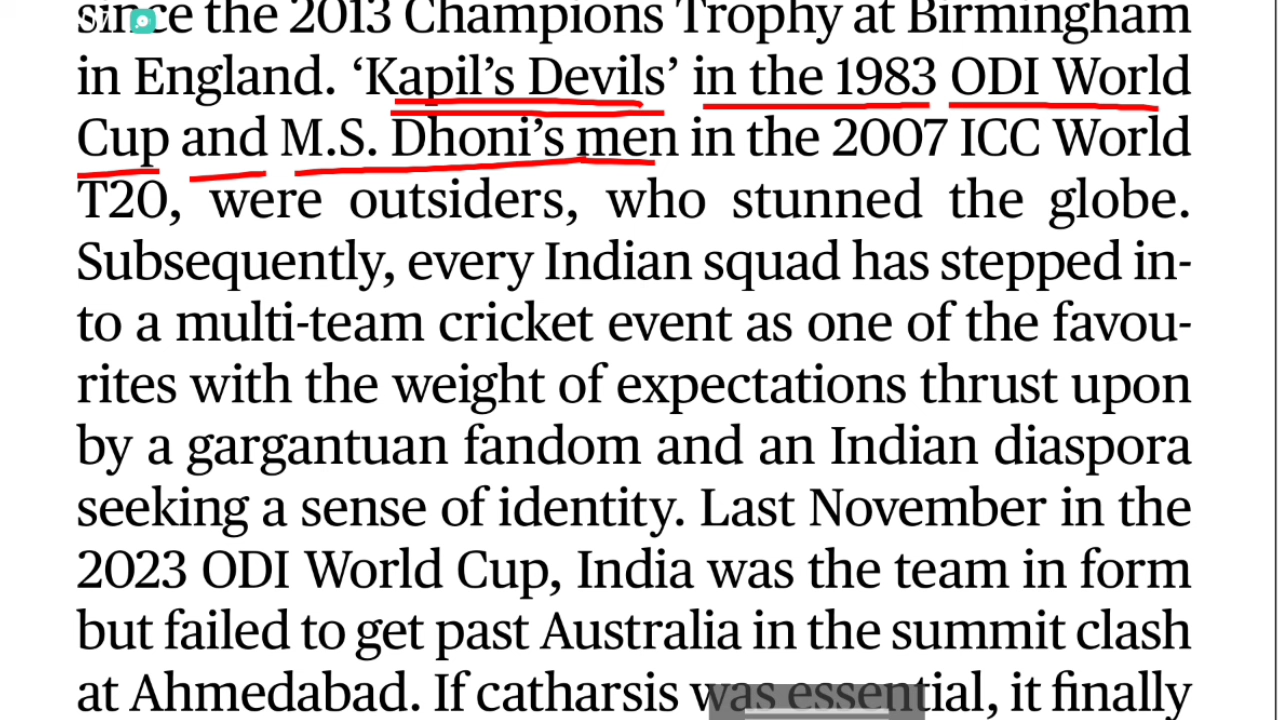 since the 2013 Champions Trophy at Birmingham
in England. ‘Kapil’s Devils’ in the 1983 ODI World
Cup and M.S. Dhoni’s men in the 2007 ICC World
T20, were outsiders, who stunned the globe.
Subsequently, every Indian squad has stepped in-
to a multi-team cricket event as one of the favou-
rites with the weight of expectations thrust upon
by a gargantuan fandom and an Indian diaspora
seeking a sense of identity. Last November in the
2023 ODI World Cup, India was the team in form
but failed to get past Australia in the summit clash
at Ahmedabad. If catharsis was essential, it finally